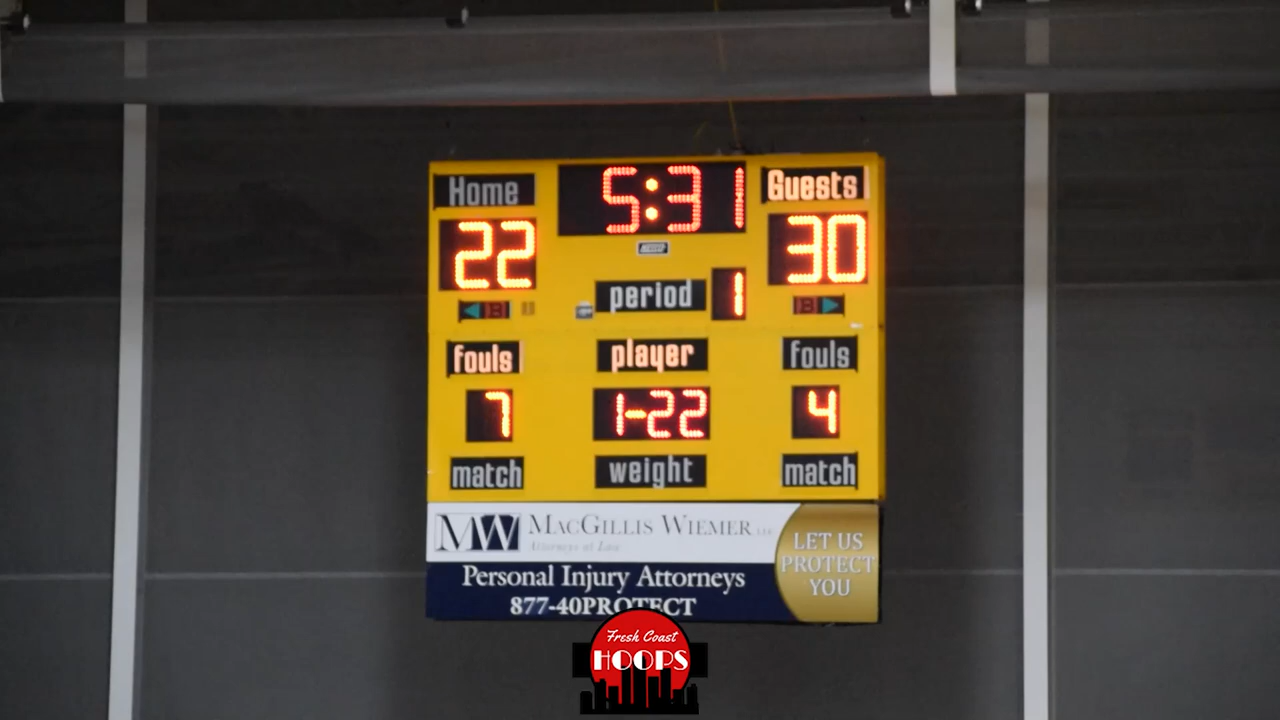 Home 5:31 Guests
22 30
B period 1 B
fouls player fouls
7 1-22 4
match weight match
MW MACGILLIS WIEMER LLC
Attorneys at Law
Personal Injury Attorneys
877-40PROTECT
LET US
PROTECT
YOU
Fresh Coast
HOOPS